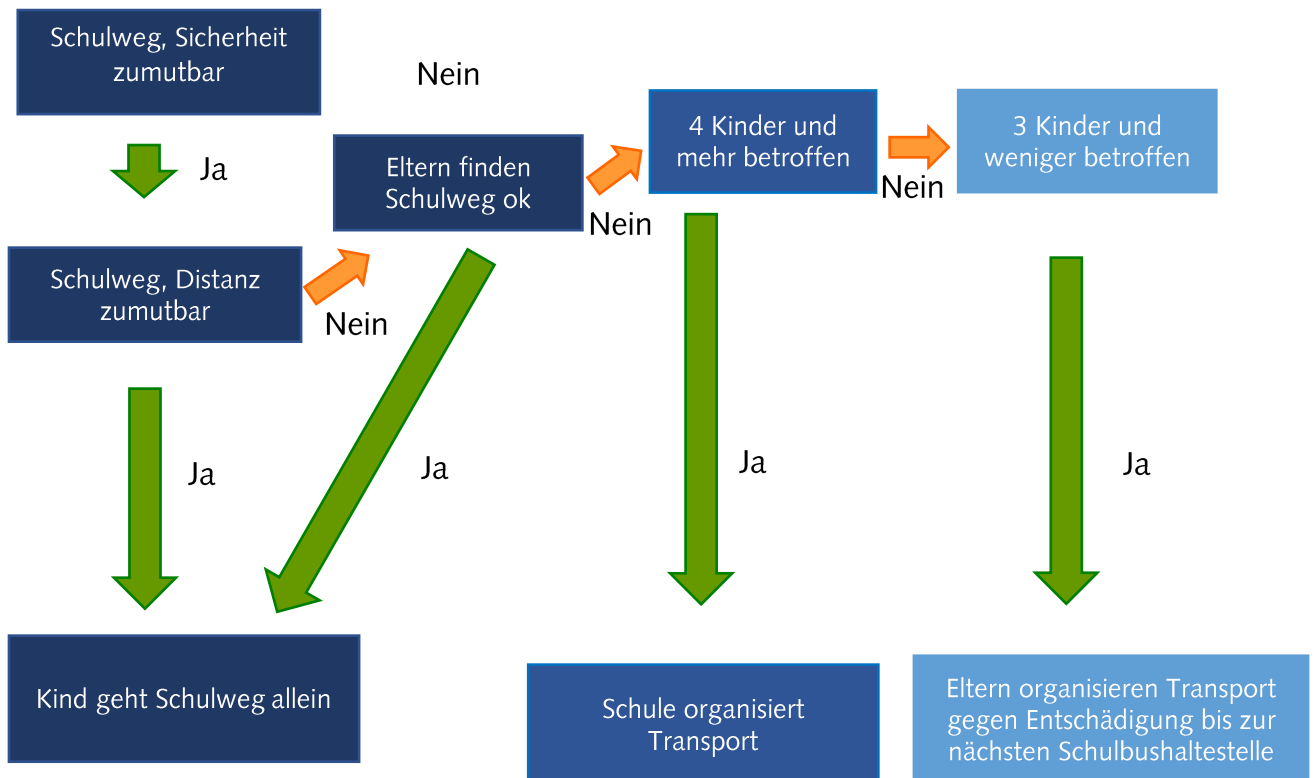 Schulweg, Sicherheit
zumutbar
Nein
Ja
Eltern finden
Schulweg ok
4 Kinder und
mehr betroffen
3 Kinder und
weniger betroffen
Nein
Nein
Schulweg, Distanz
zumutbar
Nein
Ja
Ja
Ja
Ja
Kind geht Schulweg allein
Schule organisiert
Transport
Eltern organisieren Transport
gegen Entschädigung bis zur
nächsten Schulbushaltestelle